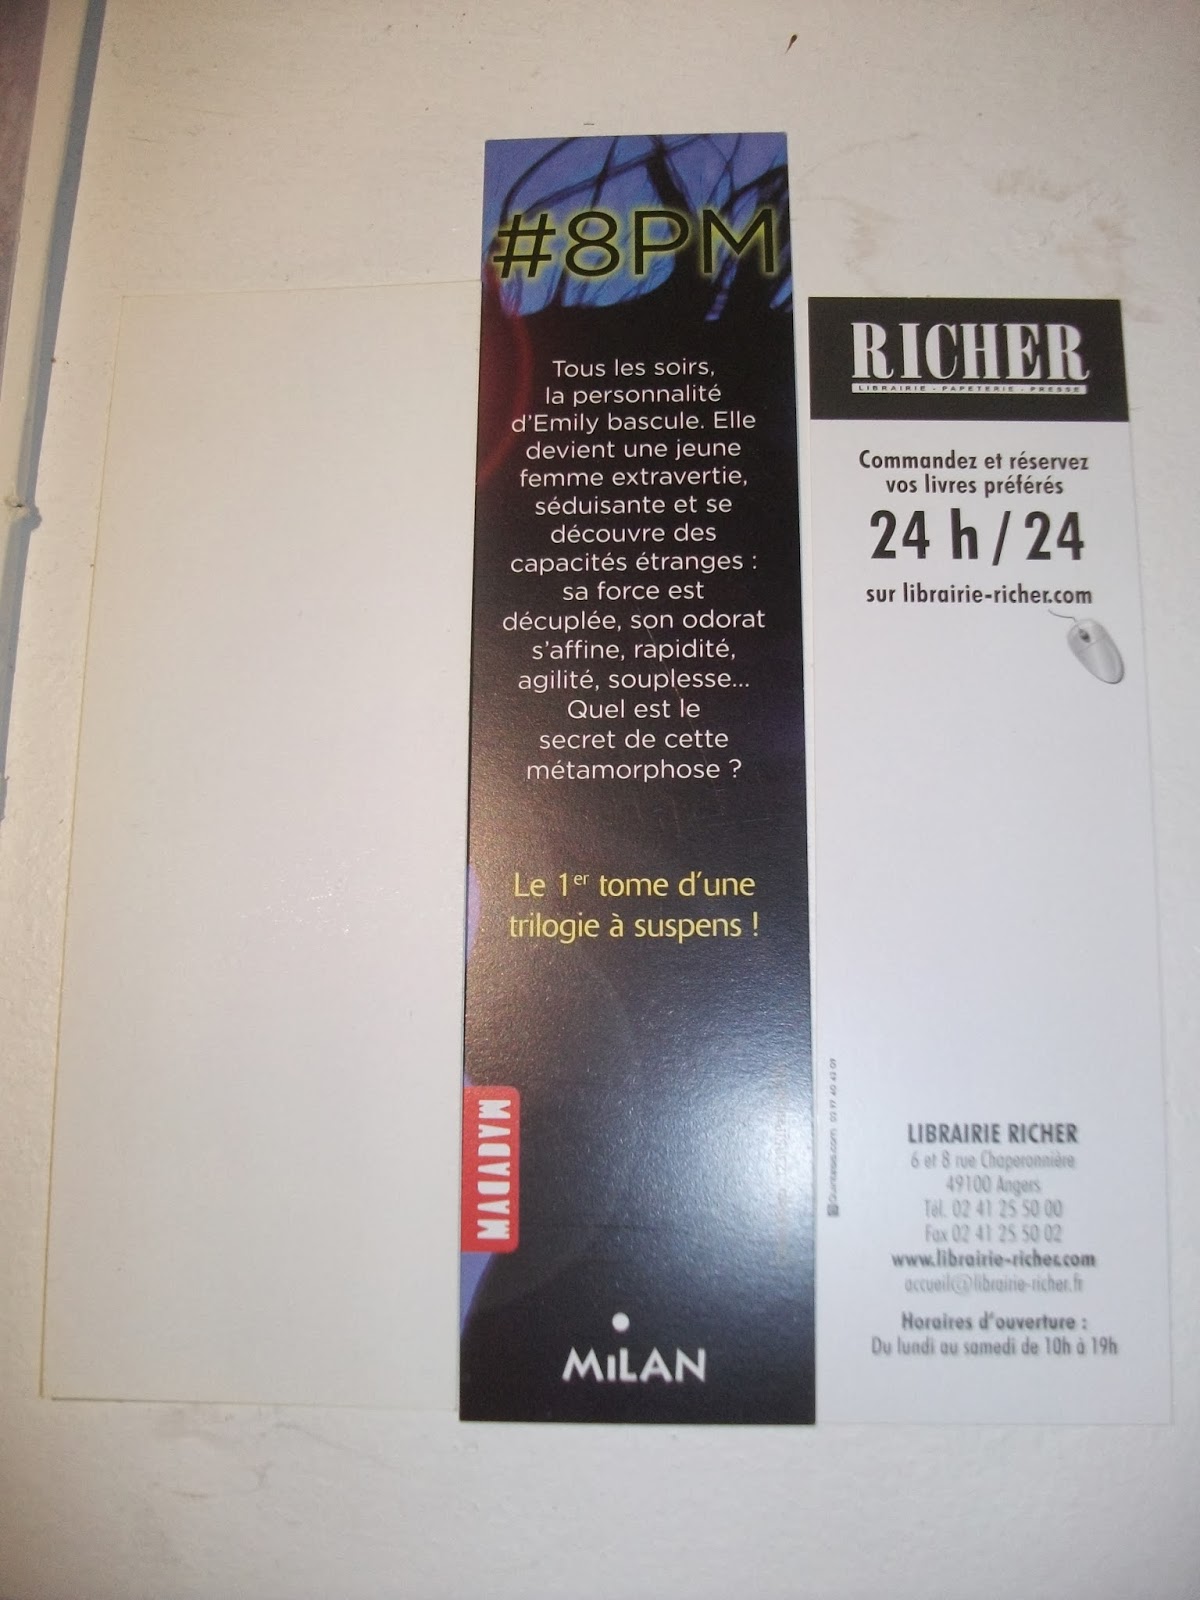 #8PM
Tous les soirs,
la personnalité
d'Emily bascule. Elle
devient une jeune
femme extravertie,
séduisante et se
découvre des
capacités étranges :
sa force est
décuplée, son odorat
s'affine, rapidité,
agilité, souplesse...
Quel est le
secret de cette
métamorphose ?
Le 1er tome d'une
trilogie à suspens !
MACADAM
MiLAN
RICHER
LIBRAIRIE - PAPETERIE - PRESSE
Commandez et réservez
vos livres préférés
24 h / 24
sur librairie-richer.com
LIBRAIRIE RICHER
6 et 8 rue Chaperonnière
49100 Angers
Tél. 02 41 25 50 00
Fax 02 41 25 50 02
www.librairie-richer.com
accueil@librairie-richer.fr
Horaires d'ouverture :
Du lundi au samedi de 10h à 19h